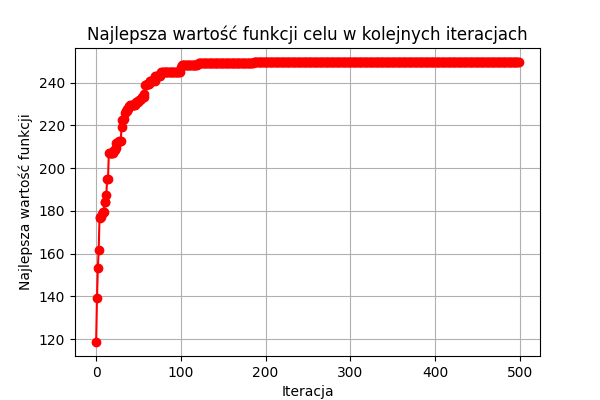 Najlepsza wartość funkcji celu w kolejnych iteracjach
Najlepsza wartość funkcji
240
220
200
180
160
140
120
0 100 200 300 400 500
Iteracja